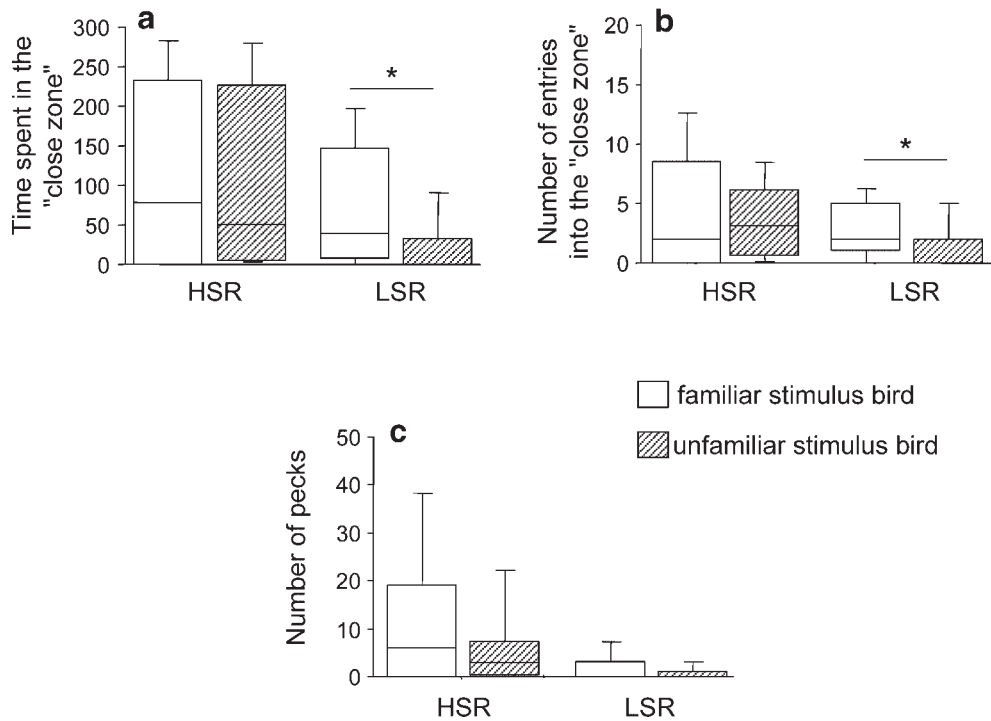 a
Time spent in the
"close zone"
300
250
200
150
100
50
0
*
HSR
LSR
b
Number of entries
into the "close zone"
20
15
10
5
0
*
HSR
LSR
familiar stimulus bird
unfamiliar stimulus bird
c
Number of pecks
50
40
30
20
10
0
HSR
LSR